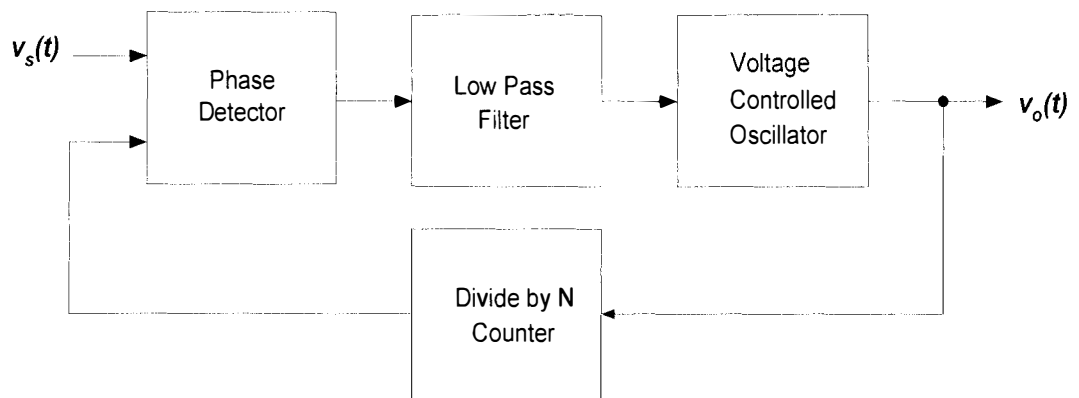 v_s(t)
Phase
Detector
Low Pass
Filter
Voltage
Controlled
Oscillator
v_o(t)
Divide by N
Counter